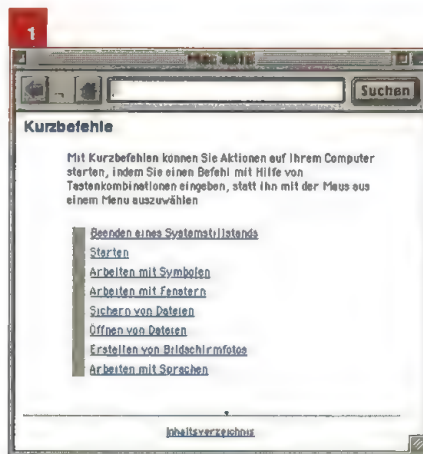 1
Mac Hilfe
Suchen
Kurzbefehle
Mit Kurzbefehlen konnen Sie Aktionen auf Ihrem Computer
starten, indem Sie einen Befehl mit Hilfe von
Tastenkombinationen eingeben, statt ihn mit der Maus aus
einem Menu auszuwählen
Beenden eines Systemstillstands
Starten
Arbeiten mit Symbolen
Arbeiten mit Fenstern
Sichern von Dateien
Öffnen von Dateien
Erstellen von Bildschirmfotos
Arbeiten mit Sprachen
Inhaltsverzeichnis